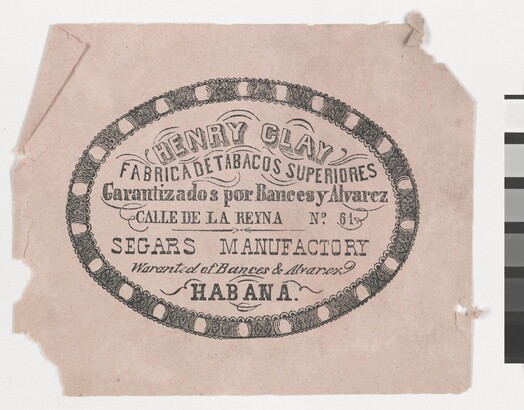 HENRY CLAY
FABRICA DE TABACOS SUPERIORES
Garantizados por Bances y Alvarez
CALLE DE LA REYNA Nº 61
SEGARS MANUFACTORY
Waranted of Bances & Alvarez
HABANA.